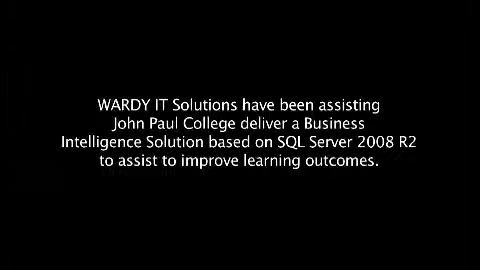 WARDY IT Solutions have been assisting
John Paul College deliver a Business
Intelligence Solution based on SQL Server 2008 R2
to assist to improve learning outcomes.